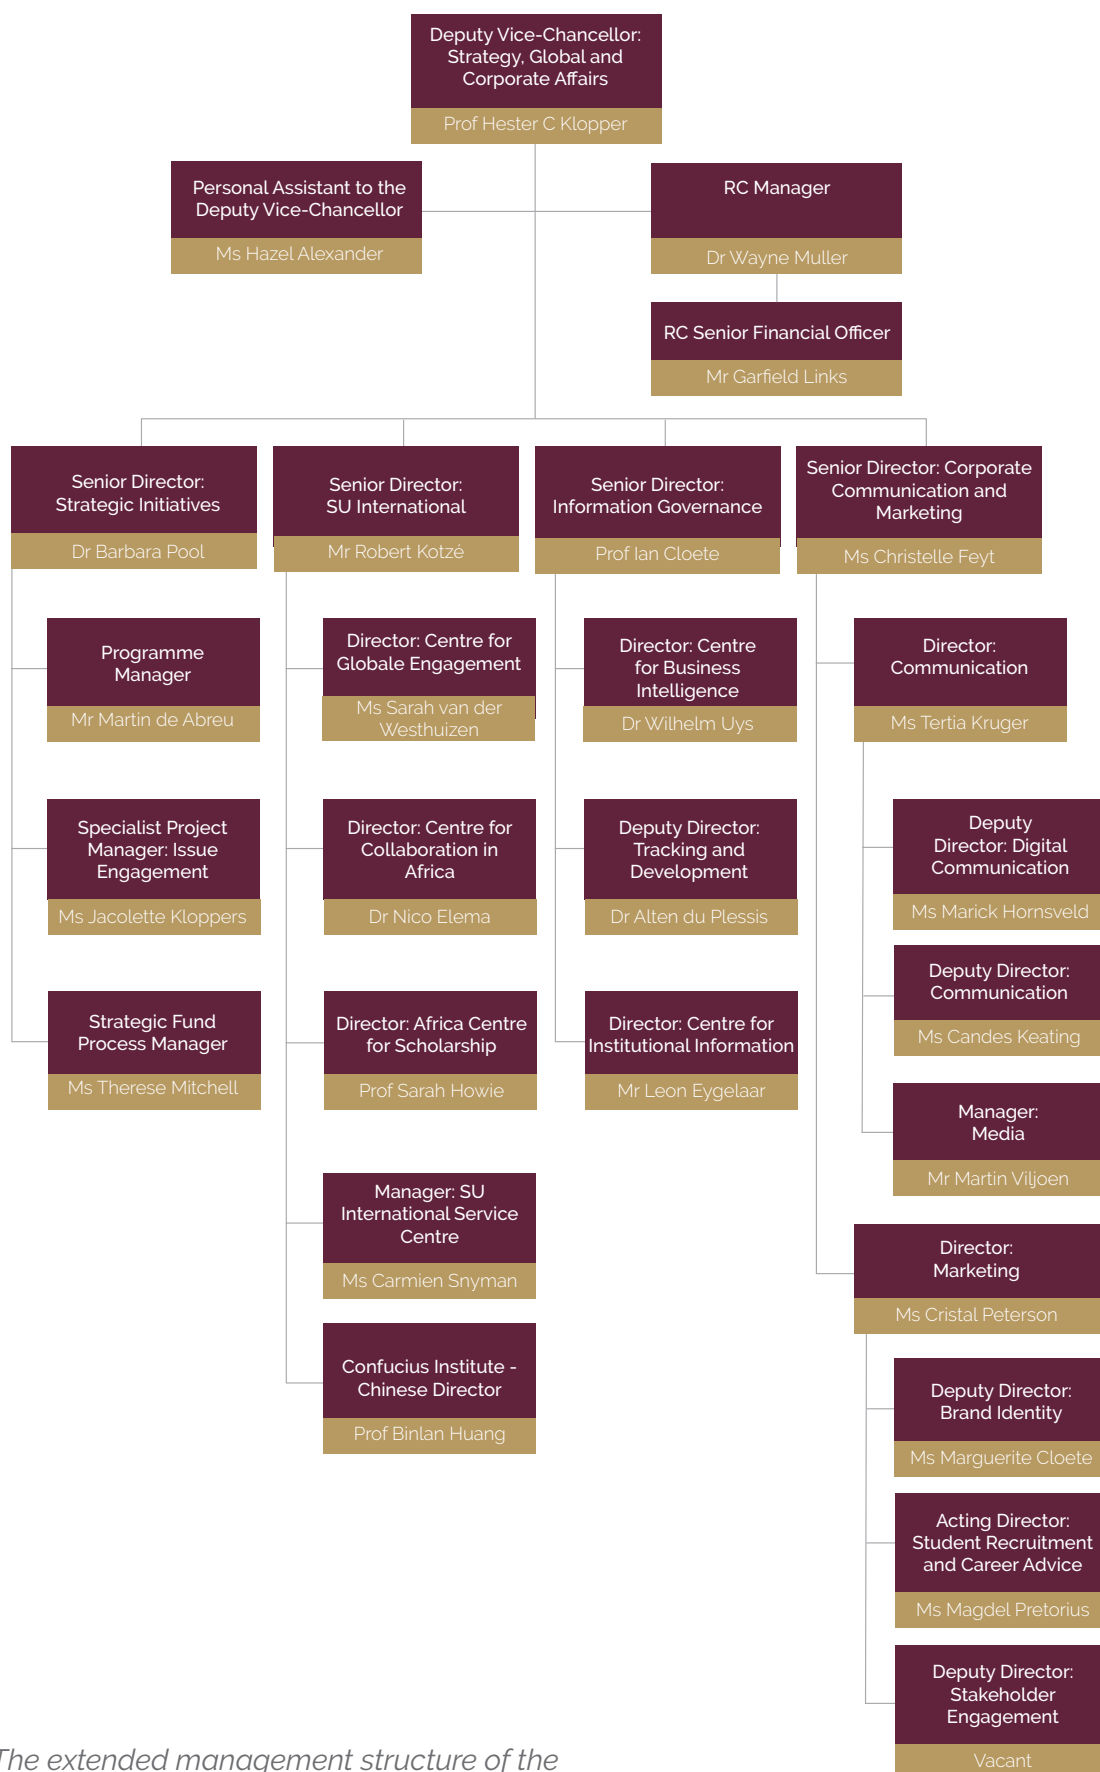 Deputy Vice-Chancellor:
Strategy, Global and
Corporate Affairs
Prof Hester C Klopper
Personal Assistant to the
Deputy Vice-Chancellor
Ms Hazel Alexander
RC Manager
Dr Wayne Muller
RC Senior Financial Officer
Mr Garfield Links
Senior Director:
Strategic Initiatives
Dr Barbara Pool
Senior Director:
SU International
Mr Robert Kotzé
Senior Director:
Information Governance
Prof Ian Cloete
Senior Director: Corporate
Communication and
Marketing
Ms Christelle Feyt
Programme
Manager
Mr Martin de Abreu
Specialist Project
Manager: Issue
Engagement
Ms Jacolette Kloppers
Strategic Fund
Process Manager
Ms Therese Mitchell
Director: Centre for
Globale Engagement
Ms Sarah van der
Westhuizen
Director: Centre for
Collaboration in
Africa
Dr Nico Elema
Director: Africa Centre
for Scholarship
Prof Sarah Howie
Manager: SU
International Service
Centre
Ms Carmien Snyman
Confucius Institute -
Chinese Director
Prof Binlan Huang
Director: Centre
for Business
Intelligence
Dr Wilhelm Uys
Deputy Director:
Tracking and
Development
Dr Alten du Plessis
Director: Centre for
Institutional Information
Mr Leon Eygelaar
Director:
Communication
Ms Tertia Kruger
Deputy
Director: Digital
Communication
Ms Marick Hornsveld
Deputy Director:
Communication
Ms Candes Keating
Manager:
Media
Mr Martin Viljoen
Director:
Marketing
Ms Cristal Peterson
Deputy Director:
Brand Identity
Ms Marguerite Cloete
Acting Director:
Student Recruitment
and Career Advice
Ms Magdel Pretorius
Deputy Director:
Stakeholder
Engagement
Vacant
The extended management structure of the